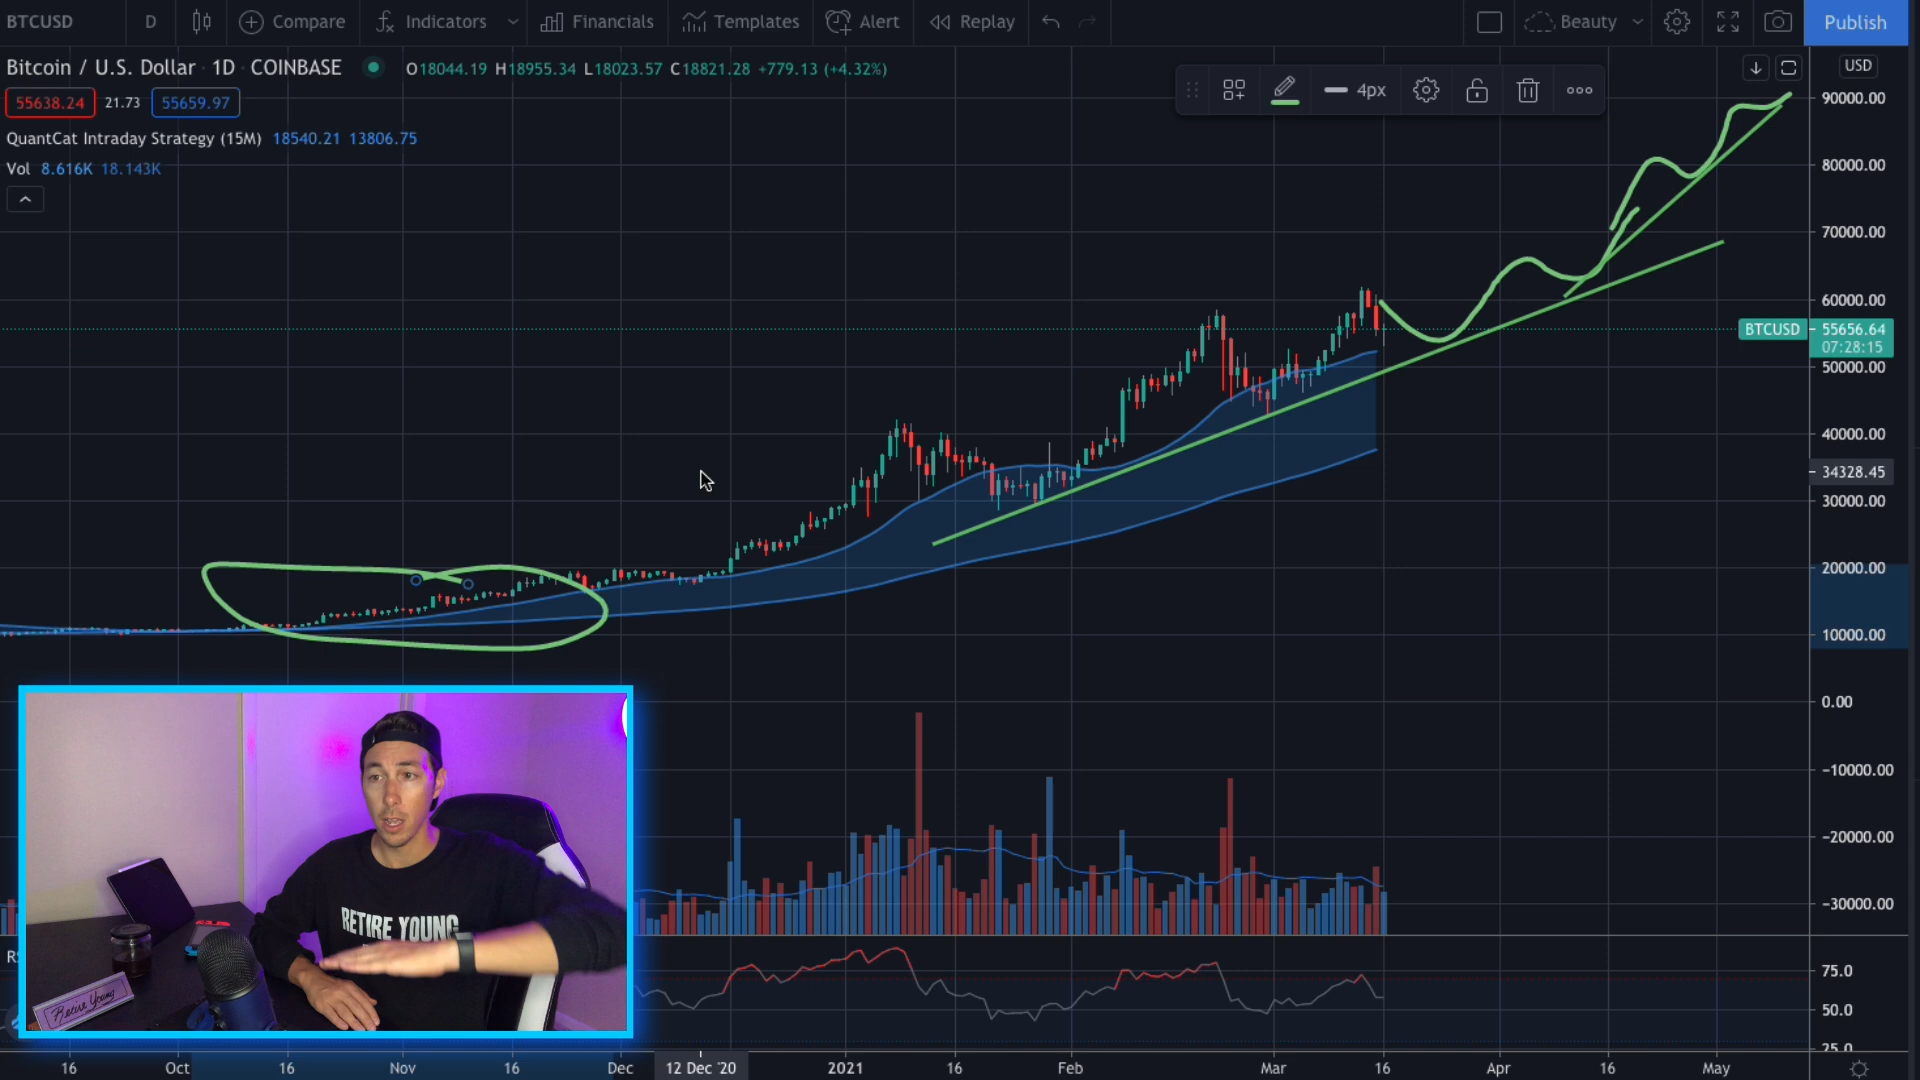 BTCUSD D Compare Indicators Financials Templates Alert Replay Beauty Publish
Bitcoin / U.S. Dollar · 1D · COINBASE O18044.19 H18955.34 L18023.57 C18821.28 +779.13 (+4.32%)
55638.24 21.73 55659.97
QuantCat Intraday Strategy (15M) 18540.21 13806.75
Vol 8.616K 18.143K
4px
USD
90000.00
80000.00
70000.00
60000.00
BTCUSD 55656.64
07:28:15
50000.00
40000.00
34328.45
30000.00
20000.00
10000.00
0.00
-10000.00
-20000.00
-30000.00
75.0
50.0
25.0
RETIRE YOUNG
Retire Young
16 Oct 16 Nov 16 Dec 12 Dec '20 2021 16 Feb Mar 16 Apr 16 May